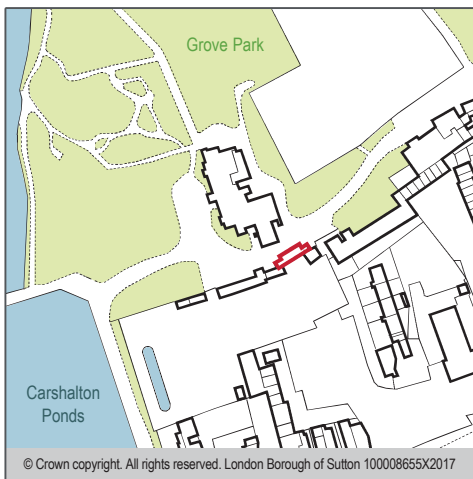 Grove Park
Carshalton
Ponds
© Crown copyright. All rights reserved. London Borough of Sutton 100008655X2017